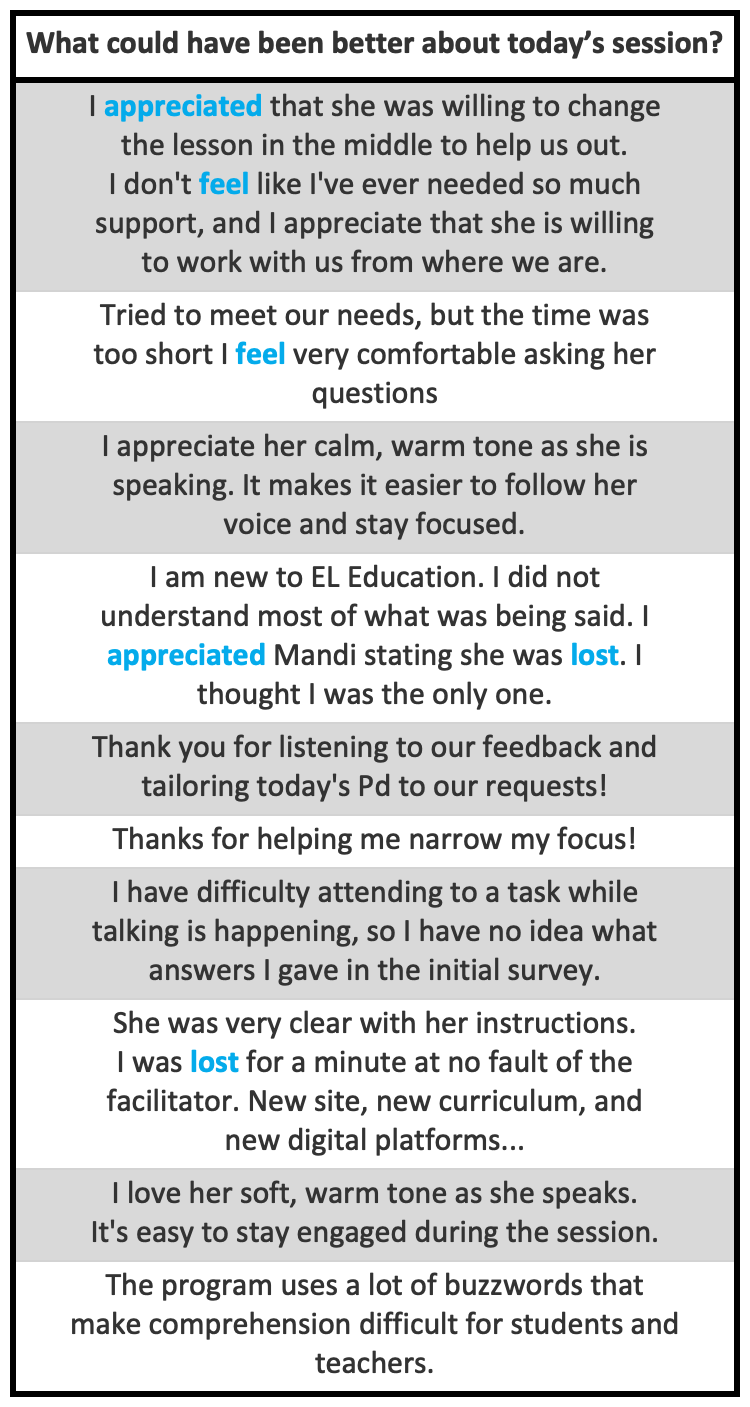 What could have been better about today’s session?
I appreciated that she was willing to change
the lesson in the middle to help us out.
I don't feel like I've ever needed so much
support, and I appreciate that she is willing
to work with us from where we are.
Tried to meet our needs, but the time was
too short I feel very comfortable asking her
questions
I appreciate her calm, warm tone as she is
speaking. It makes it easier to follow her
voice and stay focused.
I am new to EL Education. I did not
understand most of what was being said. I
appreciated Mandi stating she was lost. I
thought I was the only one.
Thank you for listening to our feedback and
tailoring today's Pd to our requests!
Thanks for helping me narrow my focus!
I have difficulty attending to a task while
talking is happening, so I have no idea what
answers I gave in the initial survey.
She was very clear with her instructions.
I was lost for a minute at no fault of the
facilitator. New site, new curriculum, and
new digital platforms...
I love her soft, warm tone as she speaks.
It's easy to stay engaged during the session.
The program uses a lot of buzzwords that
make comprehension difficult for students and
teachers.